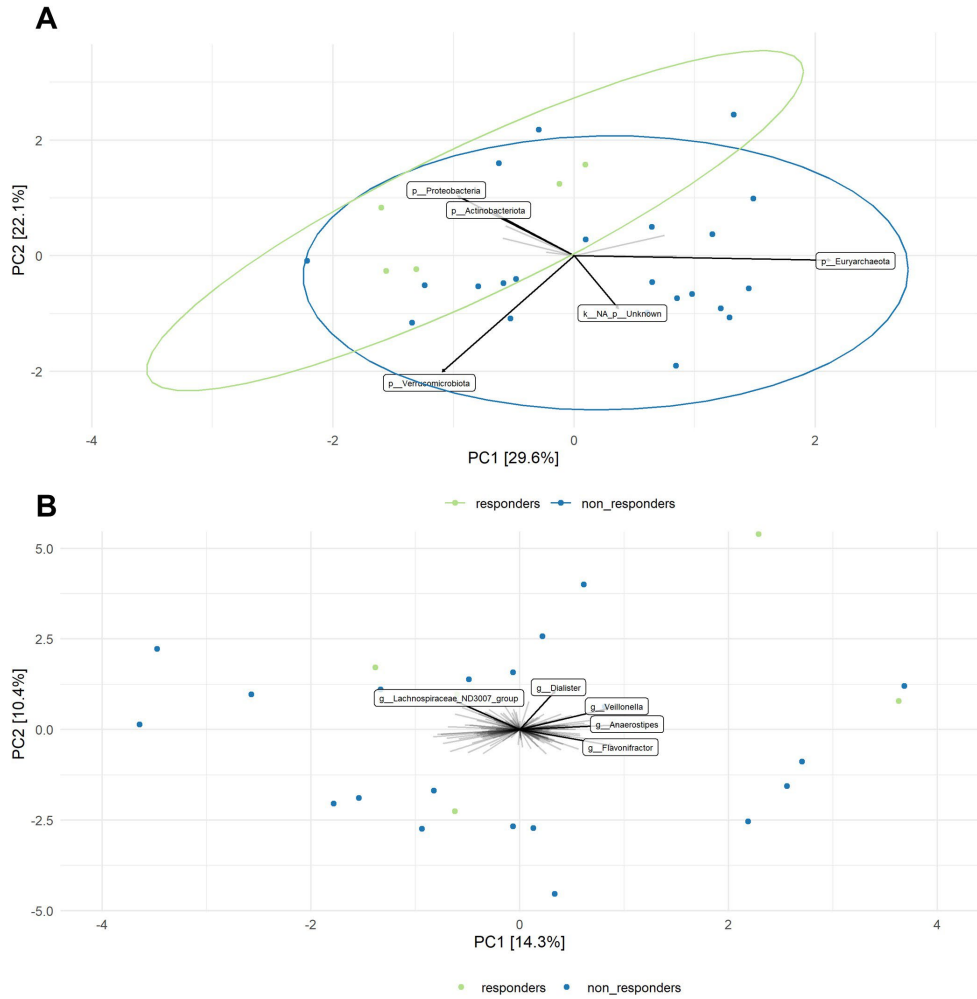 A
PC2 [22.1%]
2
0
-2
p__Proteobacteria
p__Actinobacteriota
p__Euryarchaeota
k__NA_p__Unknown
p__Verrucomicrobiota
-4
-2
0
2
PC1 [29.6%]
responders
non_responders
B
PC2 [10.4%]
5.0
2.5
0.0
-2.5
-5.0
g__Dialister
g__Lachnospiraceae_ND3007_group
g__Veillonella
g__Anaerostipes
g__Flavonifractor
-4
-2
0
2
4
PC1 [14.3%]
responders
non_responders